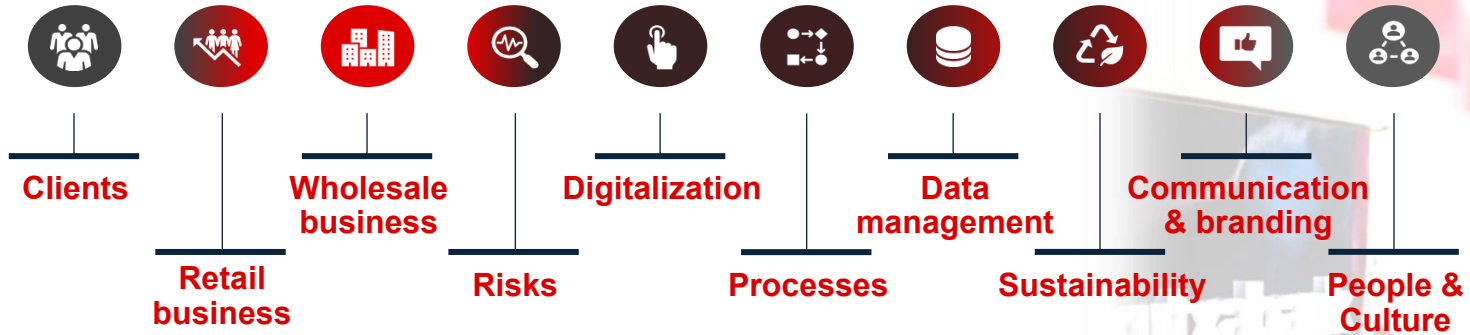 Clients
Retail
business
Wholesale
business
Risks
Digitalization
Processes
Data
management
Sustainability
Communication
& branding
People &
Culture